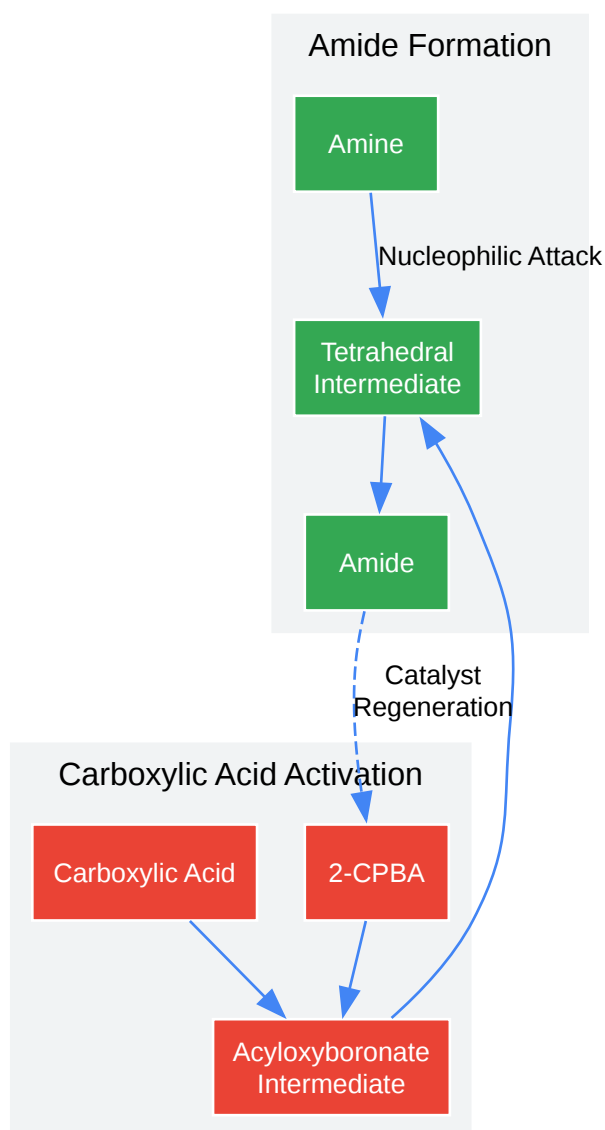 Amide Formation
Amine
Nucleophilic Attack
Tetrahedral
Intermediate
Amide
Catalyst
Regeneration
Carboxylic Acid Activation
Carboxylic Acid
2-CPBA
Acyloxyboronate
Intermediate